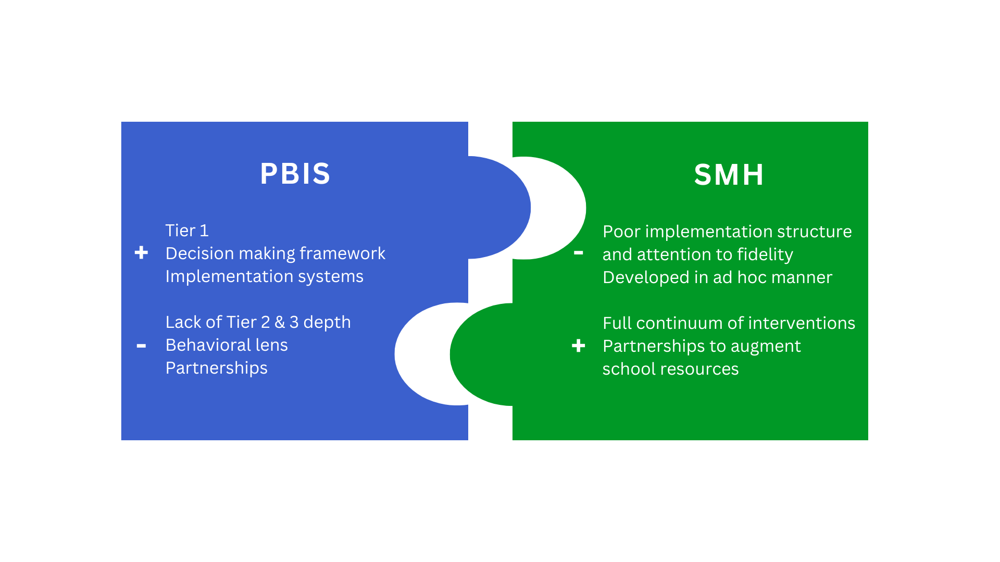 PBIS
+
Tier 1
Decision making framework
Implementation systems
-
Lack of Tier 2 & 3 depth
Behavioral lens
Partnerships
SMH
-
Poor implementation structure
and attention to fidelity
Developed in ad hoc manner
+
Full continuum of interventions
Partnerships to augment
school resources